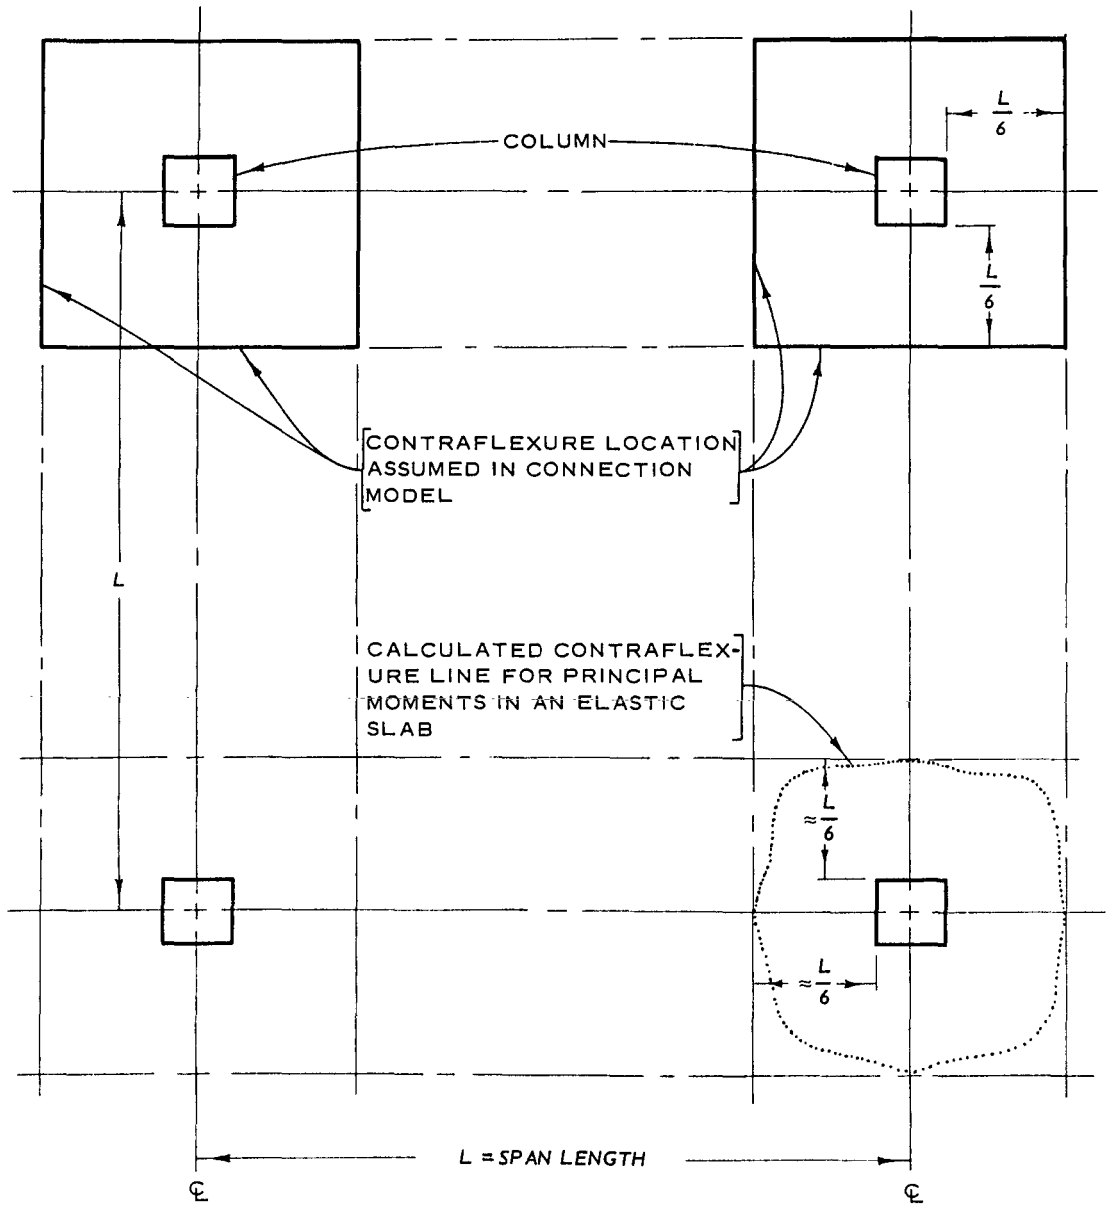 L
6
COLUMN
L
6
CONTRAFLEXURE LOCATION
ASSUMED IN CONNECTION
MODEL
L
CALCULATED CONTRAFLEX-
URE LINE FOR PRINCIPAL
MOMENTS IN AN ELASTIC
SLAB
≈ L
6
≈ L
6
L = SPAN LENGTH
℄
℄